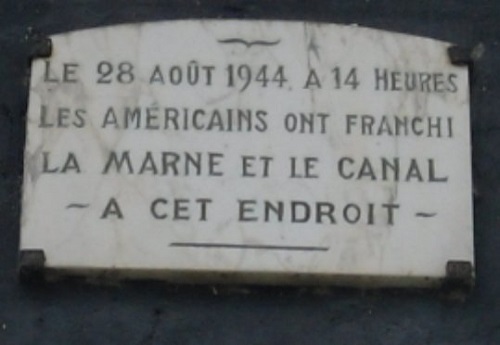 LE 28 AOÛT 1944 A 14 HEURES
LES AMÉRICAINS ONT FRANCHI
LA MARNE ET LE CANAL
~ A CET ENDROIT ~